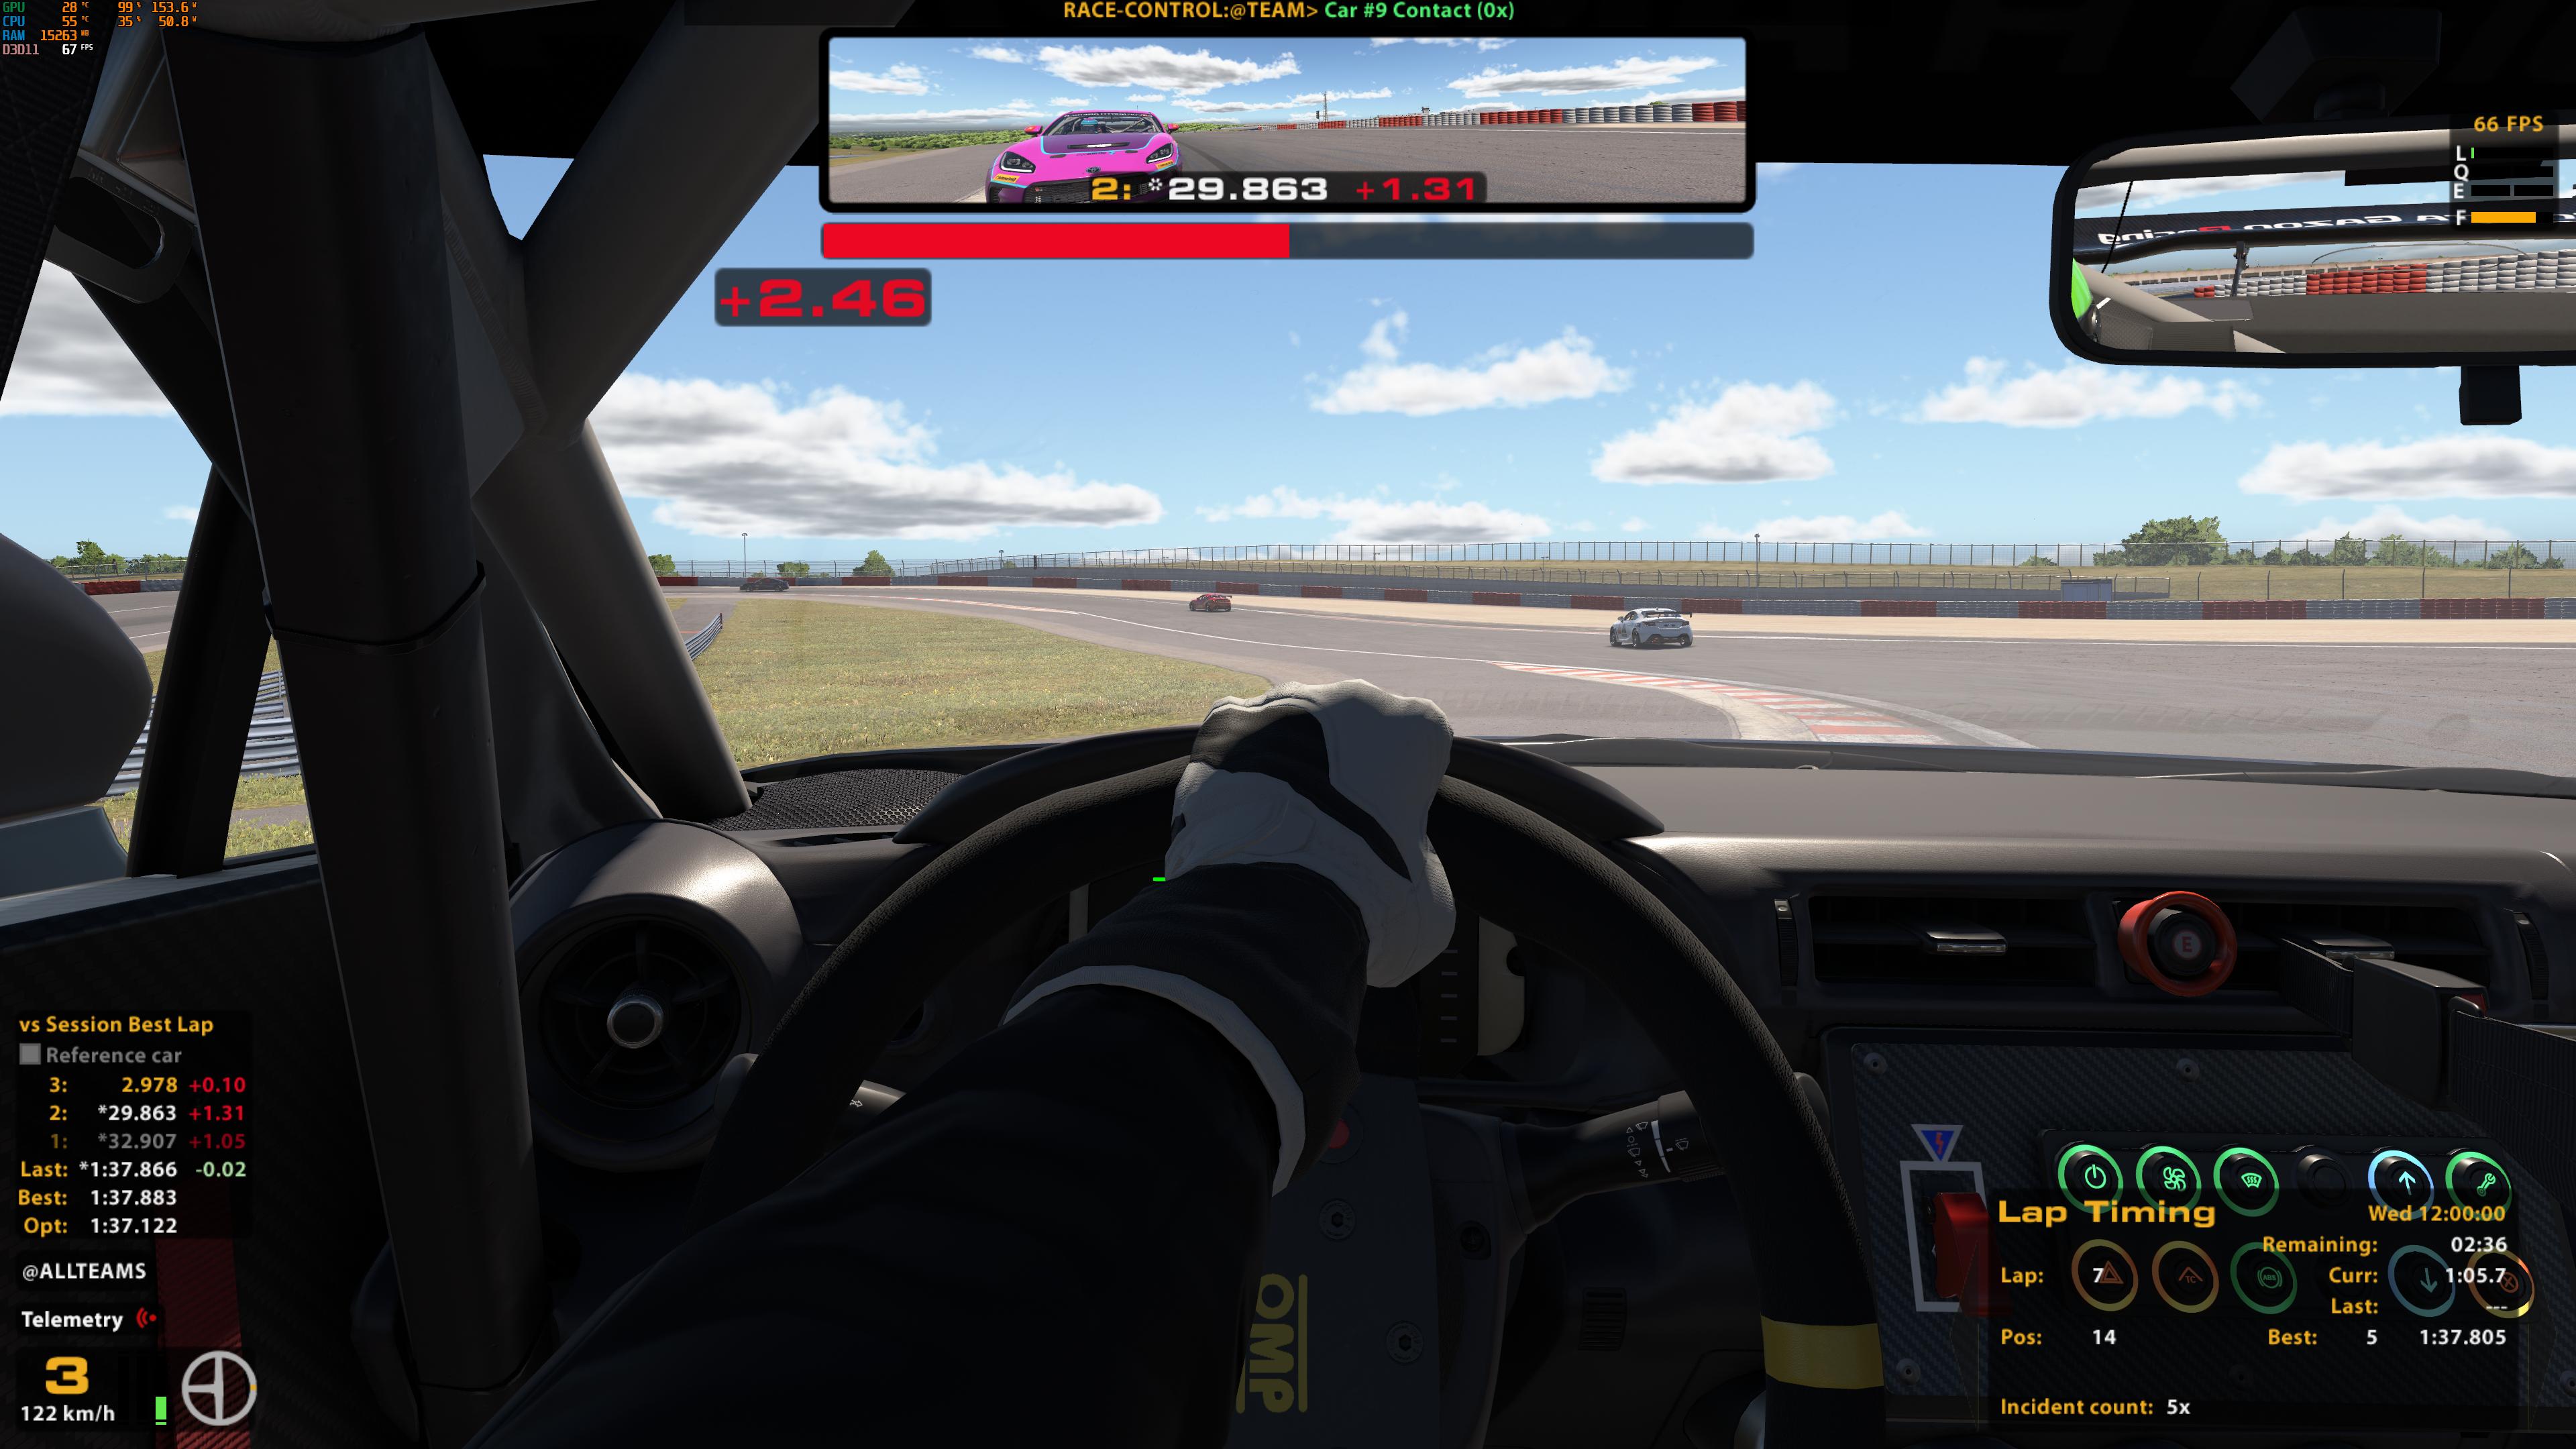 GPU 28 °C 99 % 153.6 W
CPU 55 °C 35 % 50.8 W
RAM 15263 MB
D3D11 67 FPS
RACE-CONTROL:@TEAM> Car #9 Contact (0x)
2: *29.863 +1.31
+2.46
66 FPS
L
Q
E
F
E
vs Session Best Lap
Reference car
3: 2.978 +0.10
2: *29.863 +1.31
1: *32.907 +1.05
Last: *1:37.866 -0.02
Best: 1:37.883
Opt: 1:37.122
@ALLTEAMS
Telemetry
3
122 km/h
OMP
Lap Timing Wed 12:00:00
Remaining: 02:36
Lap: 7 Curr: 1:05.7
Last: ---
Pos: 14 Best: 5 1:37.805
Incident count: 5x